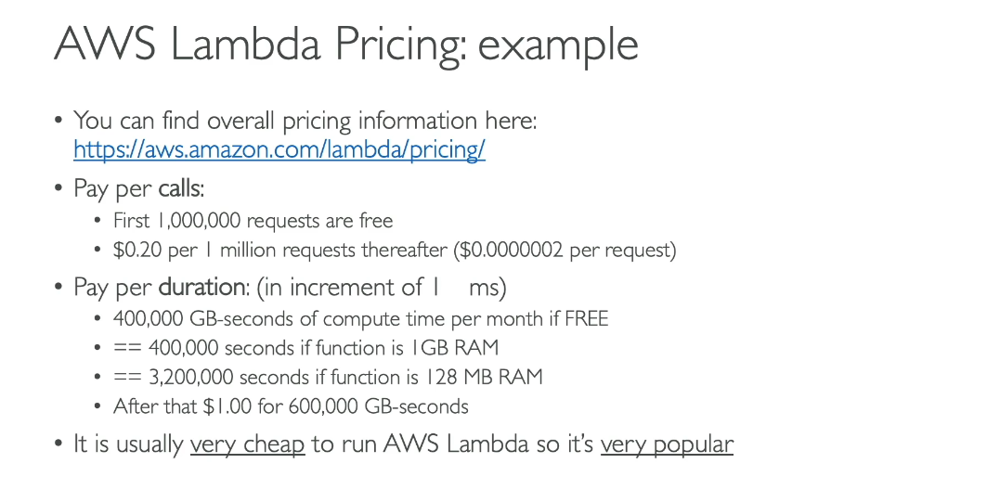 AWS Lambda Pricing: example
• You can find overall pricing information here:
https://aws.amazon.com/lambda/pricing/
• Pay per calls:
• First 1,000,000 requests are free
• $0.20 per 1 million requests thereafter ($0.0000002 per request)
• Pay per duration: (in increment of 1 ms)
• 400,000 GB-seconds of compute time per month if FREE
• == 400,000 seconds if function is 1GB RAM
• == 3,200,000 seconds if function is 128 MB RAM
• After that $1.00 for 600,000 GB-seconds
• It is usually very cheap to run AWS Lambda so it's very popular